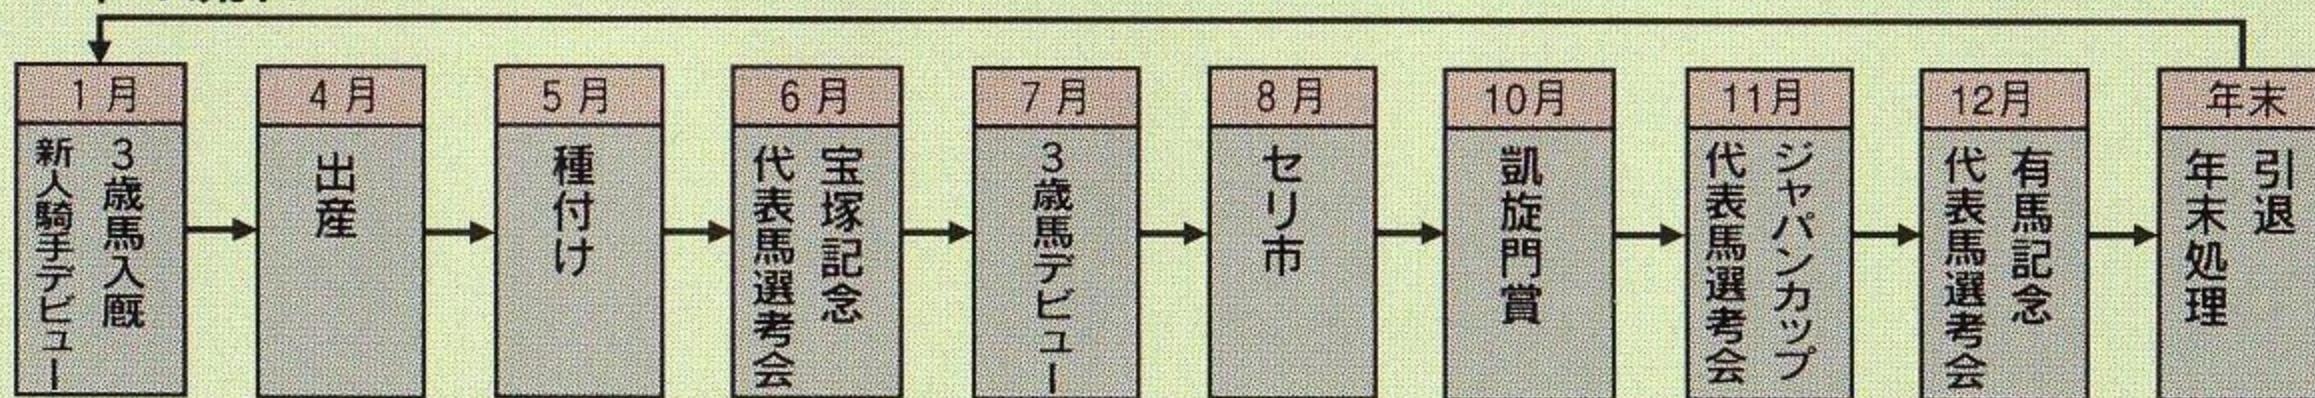 1月
3歳馬入厩
新人騎手デビュー
4月
出産
5月
種付け
6月
宝塚記念
代表馬選考会
7月
3歳馬デビュー
8月
セリ市
10月
凱旋門賞
11月
ジャパンカップ
代表馬選考会
12月
有馬記念
代表馬選考会
年末
引退
年末処理